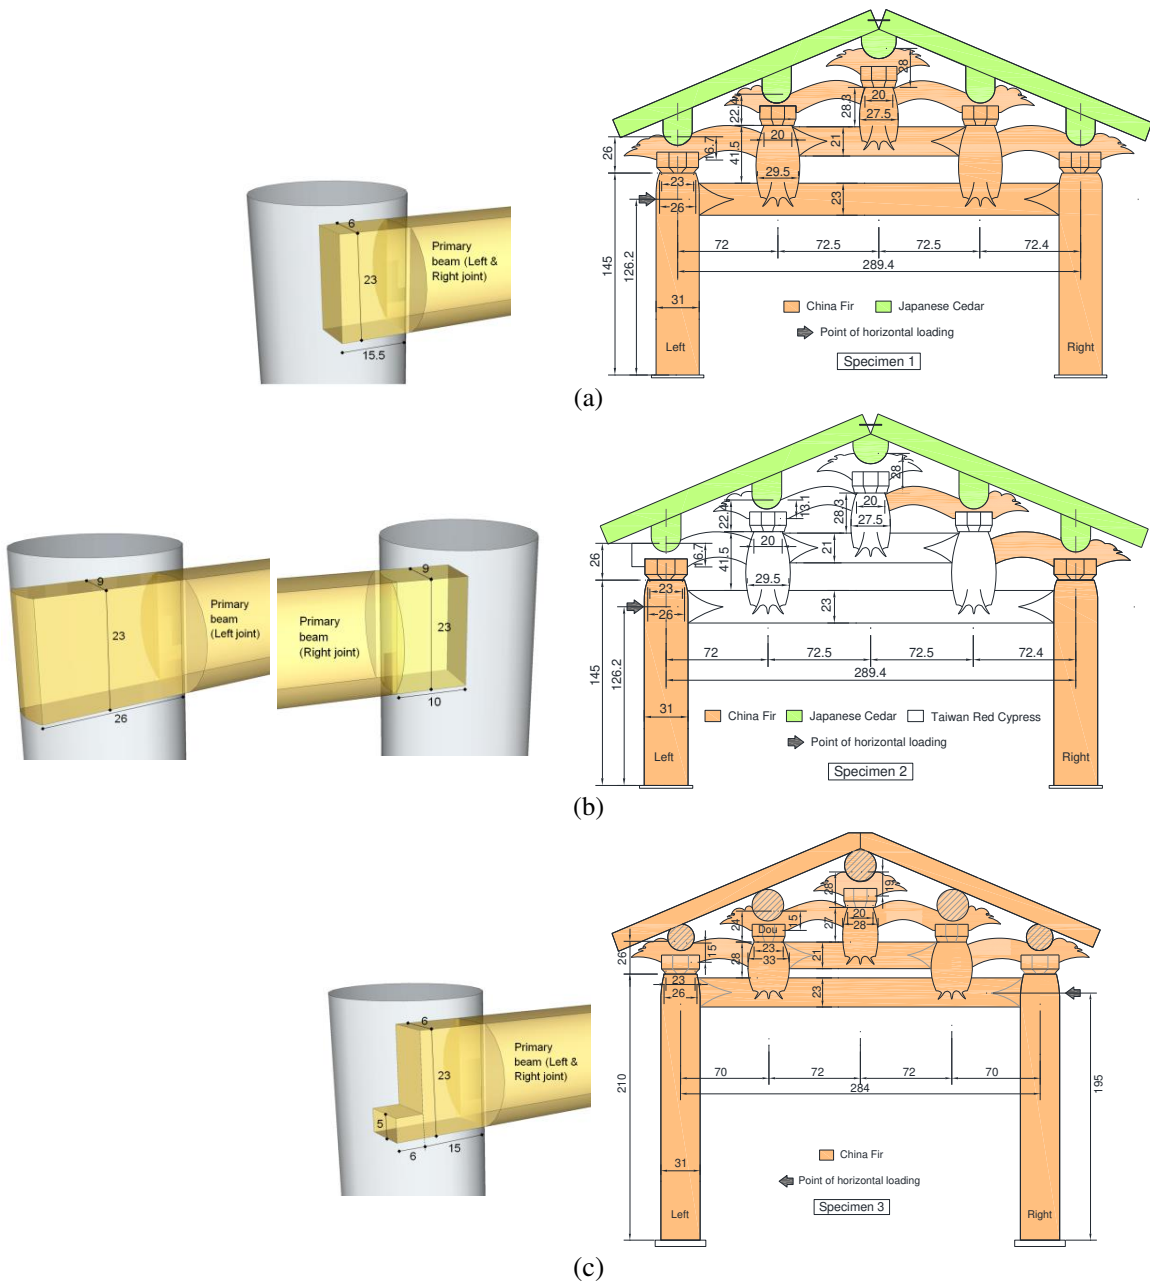 6
Primary
beam (Left &
Right joint)
23
15.5
28
20
27.5
28.3
22.4
20
41.5
21
16.7
26
29.5
23
26
23
72
72.5
72.5
72.4
289.4
145
126.2
31
China Fir
Japanese Cedar
Point of horizontal loading
Left
Right
Specimen 1
(a)
9
Primary
beam
(Left joint)
23
26
9
Primary
beam
(Right joint)
23
10
28
20
27.5
28.3
13.1
22.4
20
41.5
21
16.7
26
29.5
23
26
23
72
72.5
72.5
72.4
289.4
145
126.2
31
China Fir
Japanese Cedar
Taiwan Red Cypress
Point of horizontal loading
Left
Right
Specimen 2
(b)
6
Primary
beam (Left &
Right joint)
23
5
6
15
28
19
20
28
27
15
24
Dou
23
33
28
21
15
26
23
26
23
70
72
72
70
284
210
195
31
China Fir
Point of horizontal loading
Left
Right
Specimen 3
(c)